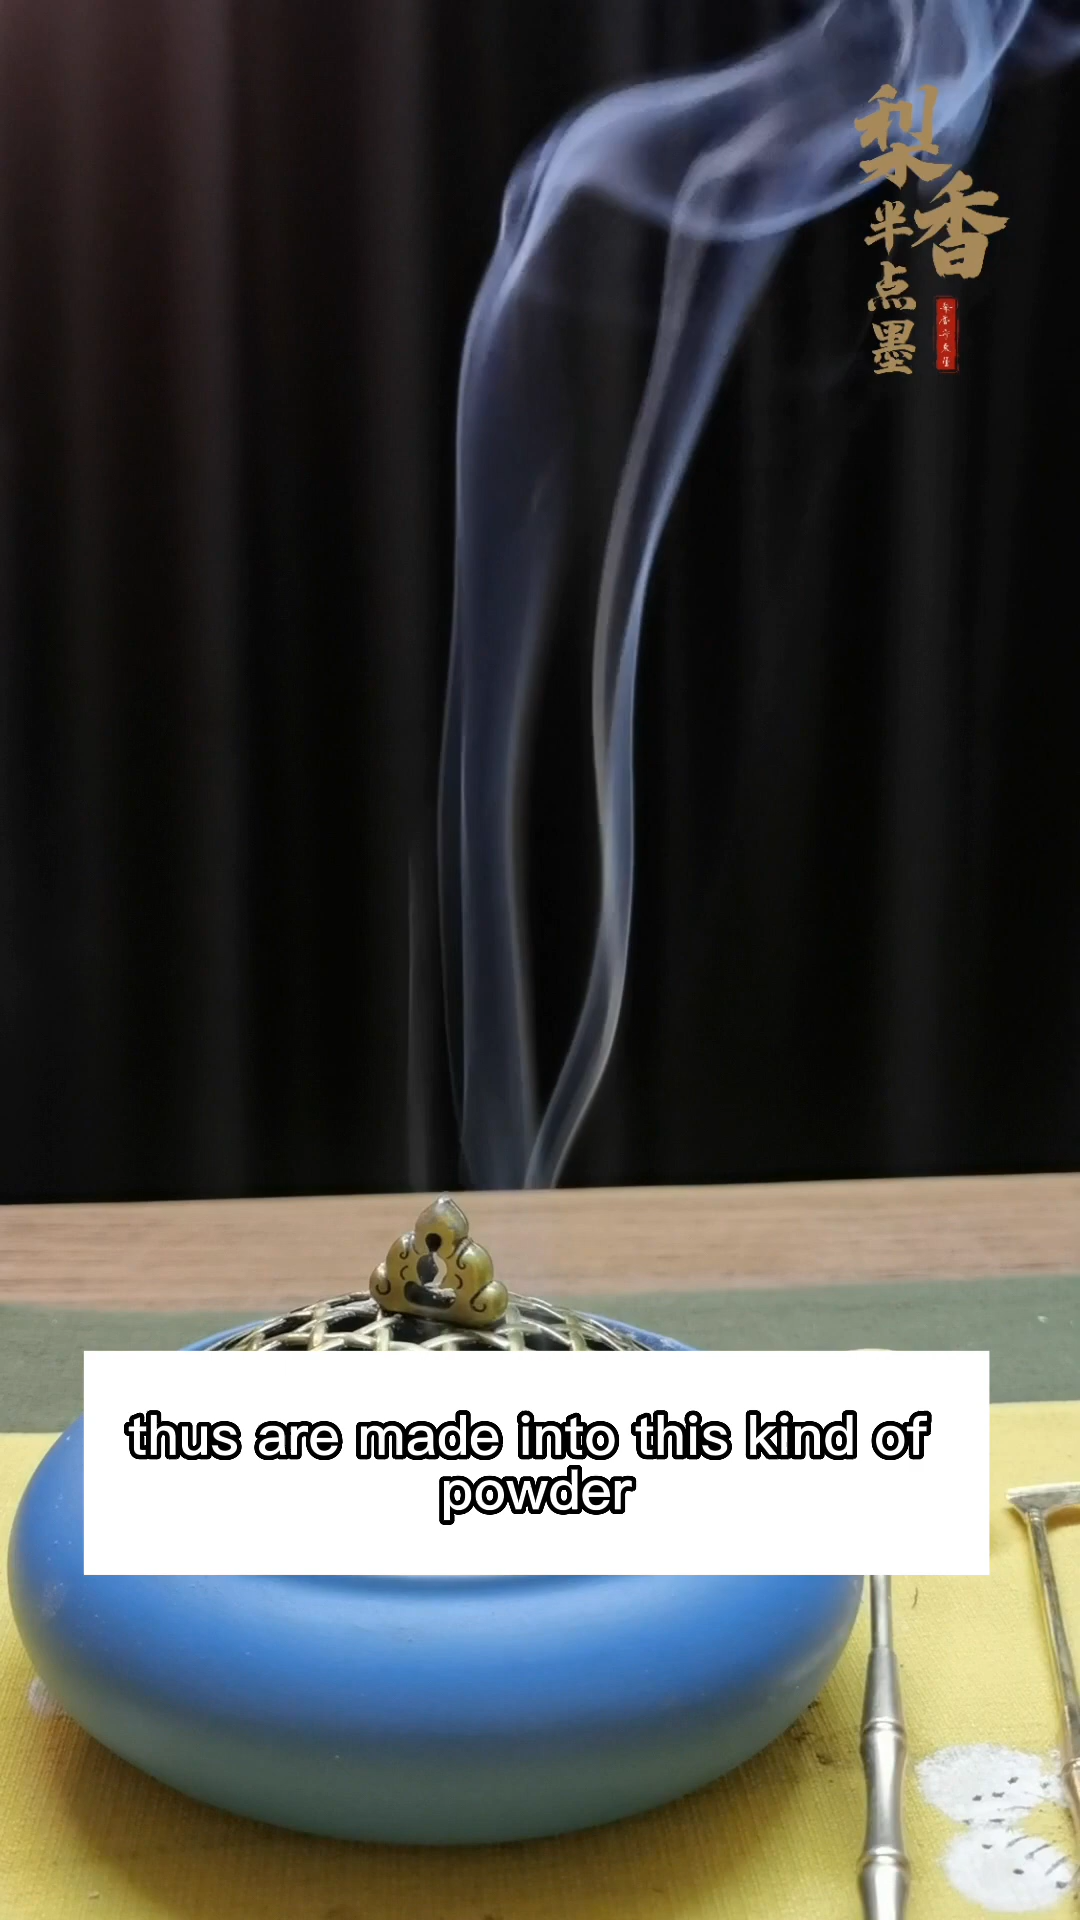 梨香
半点墨
thus are made into this kind of
powder